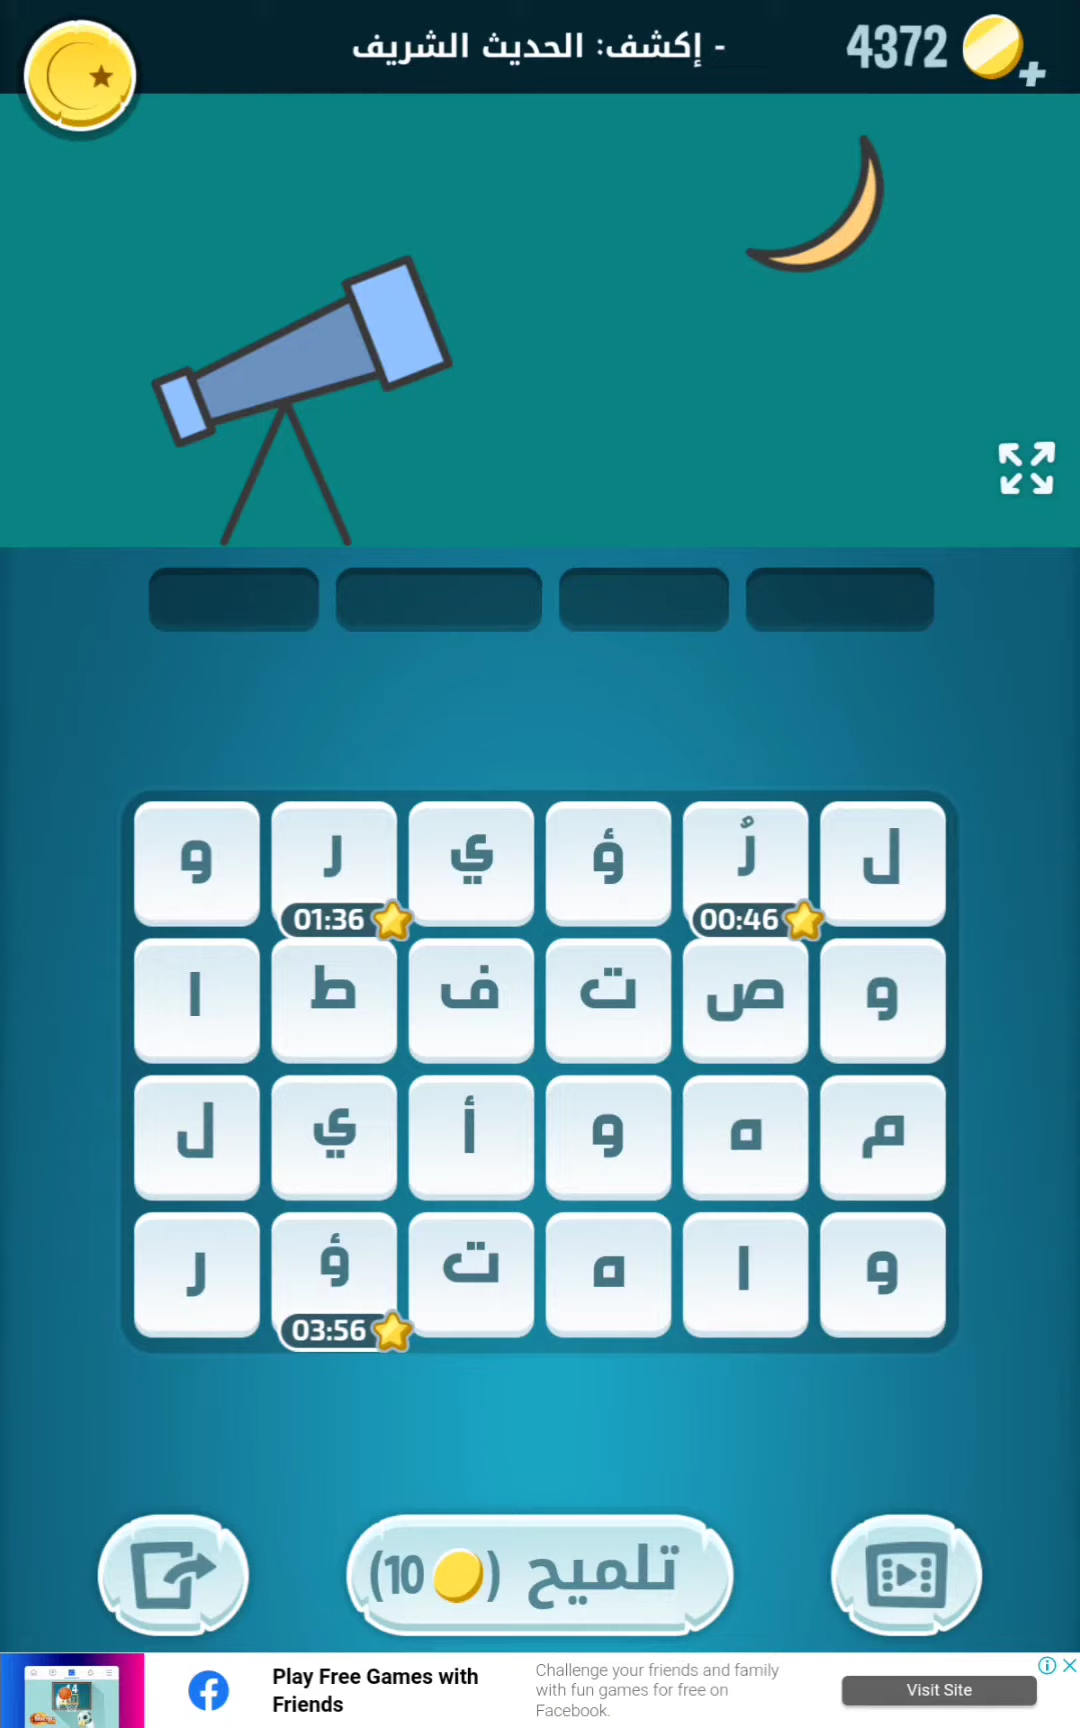 - إكشف: الحديث الشريف
4372
ل رُ ؤ ي ر و
00:46 01:36
و ص ت ف ط ا
م ه و أ ي ل
و ا ه ت ؤ ر
03:56
تلميح (10)
Play Free Games with Friends
Challenge your friends and family
with fun games for free on
Facebook.
Visit Site